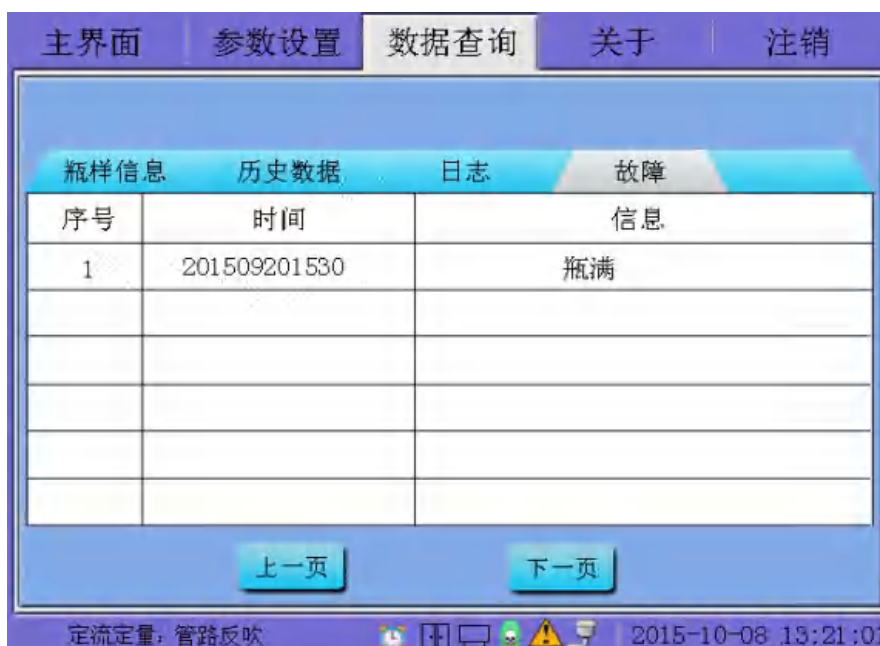 主界面 参数设置 数据查询 关于 注销
瓶样信息 历史数据 日志 故障
序号 时间 信息
1 201509201530 瓶满
上一页 下一页
定流定量：管路反吹 2015-10-08 13:21:01